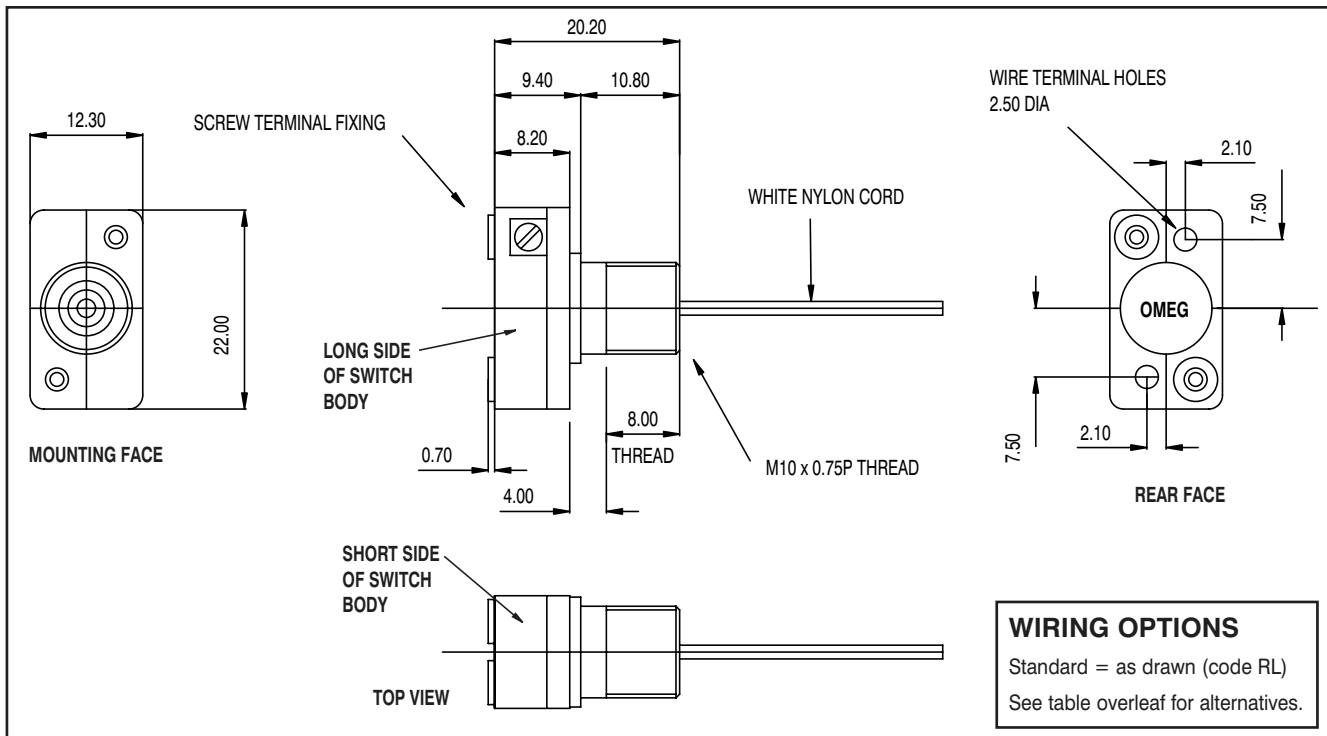 20.20
9.40
10.80
8.20
12.30
SCREW TERMINAL FIXING
22.00
MOUNTING FACE
LONG SIDE
OF SWITCH
BODY
0.70
4.00
8.00
THREAD
WHITE NYLON CORD
M10 x 0.75P THREAD
WIRE TERMINAL HOLES
2.50 DIA
2.10
7.50
OMEG
7.50
2.10
REAR FACE
SHORT SIDE
OF SWITCH
BODY
TOP VIEW
WIRING OPTIONS
Standard = as drawn (code RL)
See table overleaf for alternatives.